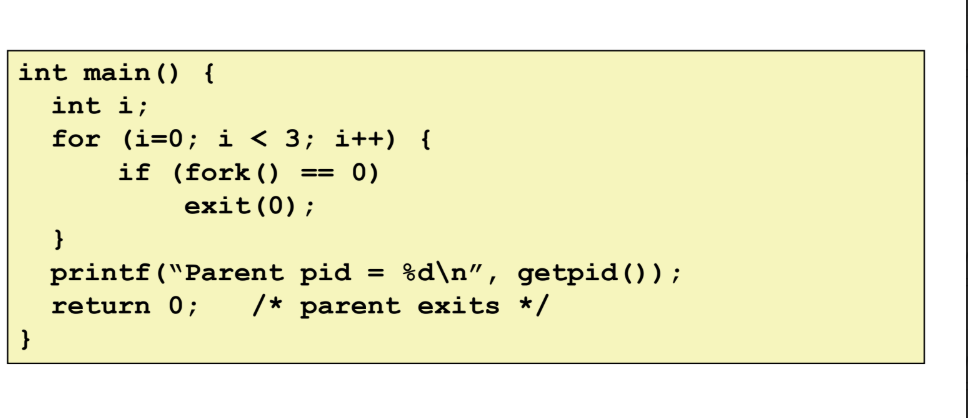 int main() {
  int i;
  for (i=0; i < 3; i++) {
      if (fork() == 0)
          exit(0);
  }
  printf(“Parent pid = %d\n”, getpid());
  return 0;   /* parent exits */
}